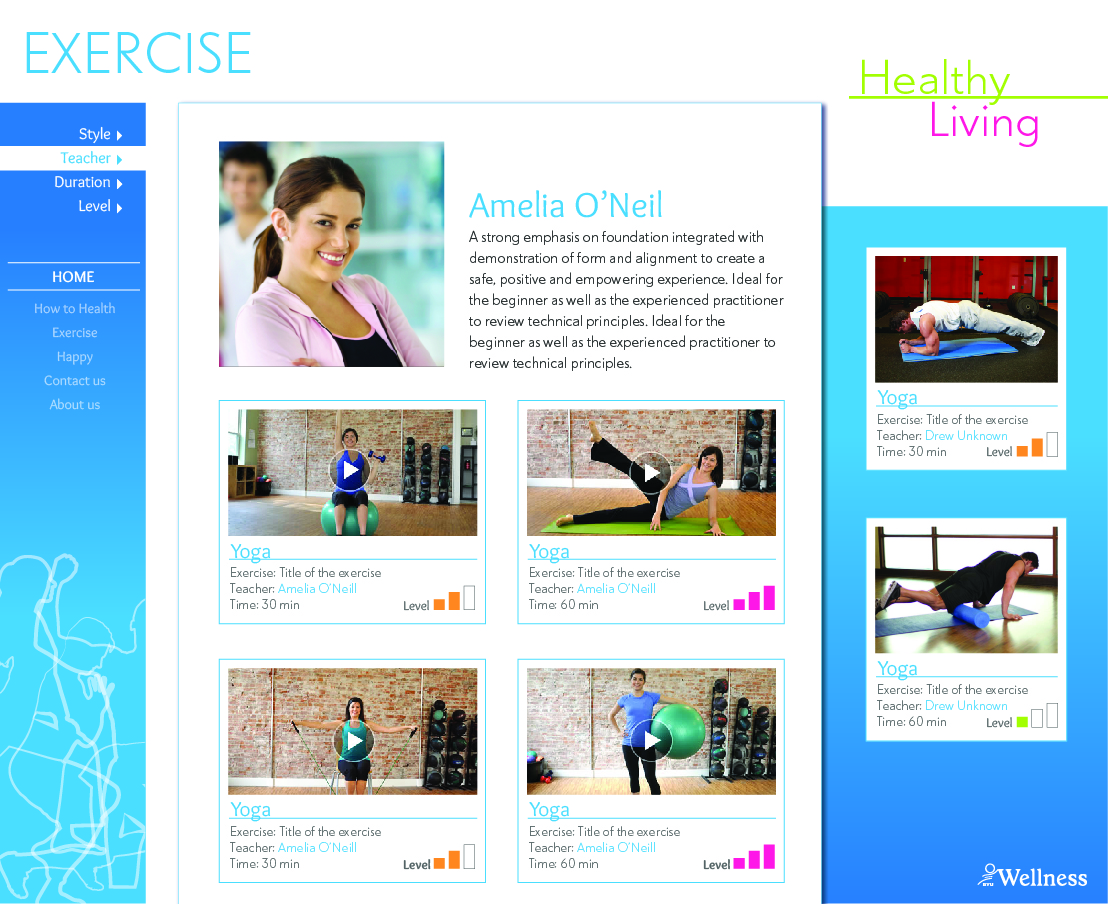 EXERCISE
Healthy
Living
Style
Teacher
Duration
Level
HOME
How to Health
Exercise
Happy
Contact us
About us
Amelia O'Neil
A strong emphasis on foundation integrated with
demonstration of form and alignment to create a
safe, positive and empowering experience. Ideal for
the beginner as well as the experienced practitioner
to review technical principles. Ideal for the
beginner as well as the experienced practitioner to
review technical principles.
Yoga
Exercise: Title of the exercise
Teacher: Amelia O'Neill
Time: 30 min Level
Yoga
Exercise: Title of the exercise
Teacher: Amelia O'Neill
Time: 60 min Level
Yoga
Exercise: Title of the exercise
Teacher: Amelia O'Neill
Time: 30 min Level
Yoga
Exercise: Title of the exercise
Teacher: Amelia O'Neill
Time: 60 min Level
Yoga
Exercise: Title of the exercise
Teacher: Drew Unknown
Time: 30 min Level
Yoga
Exercise: Title of the exercise
Teacher: Drew Unknown
Time: 60 min Level
Wellness